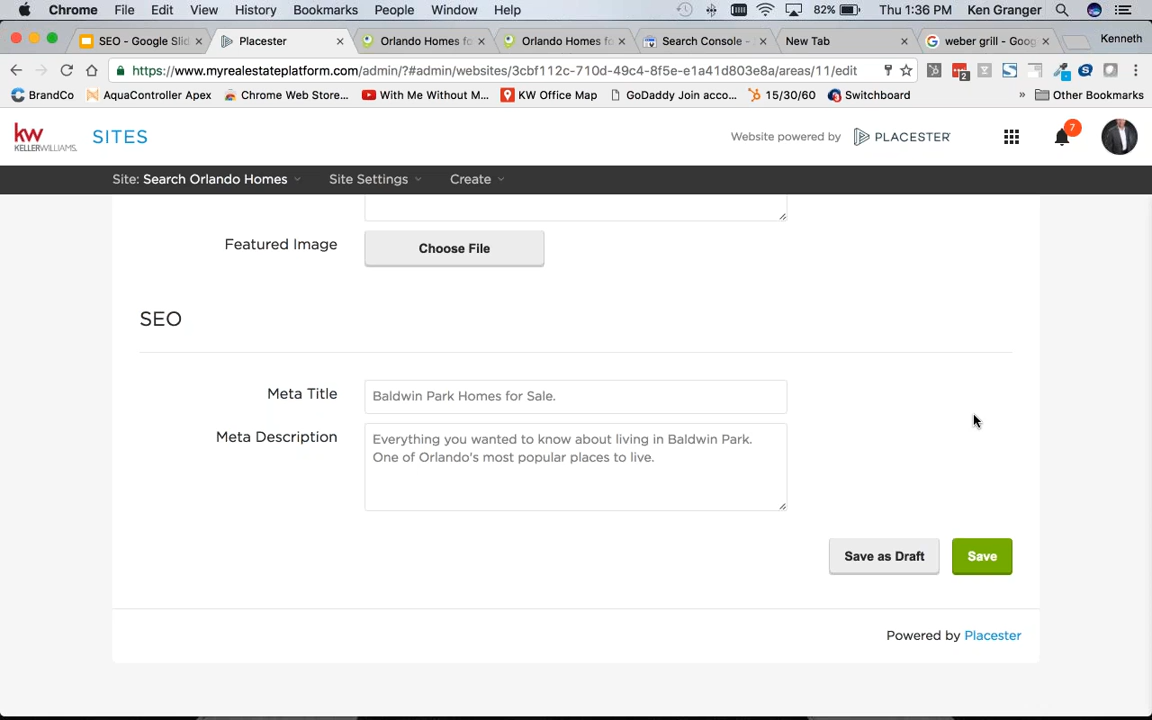 Chrome File Edit View History Bookmarks People Window Help 82% Thu 1:36 PM Ken Granger
SEO - Google Slid Placester Orlando Homes fo Orlando Homes fo Search Console - New Tab weber grill - Goog Kenneth
https://www.myrealestateplatform.com/admin/?#admin/websites/3cbf112c-710d-49c4-8f5e-e1a41d803e8a/areas/11/edit 2
BrandCo AquaController Apex Chrome Web Store... With Me Without M... KW Office Map GoDaddy Join acco... 15/30/60 Switchboard » Other Bookmarks
kw KELLERWILLIAMS. SITES Website powered by PLACESTER 7
Site: Search Orlando Homes Site Settings Create
Featured Image Choose File
SEO
Meta Title Baldwin Park Homes for Sale.
Meta Description Everything you wanted to know about living in Baldwin Park.
One of Orlando's most popular places to live.
Save as Draft Save
Powered by Placester